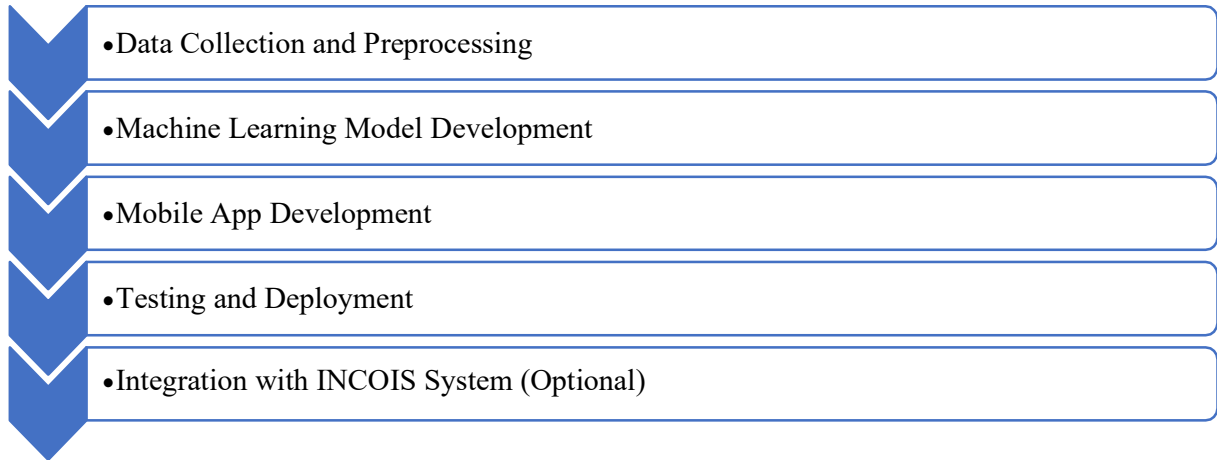 •Data Collection and Preprocessing
•Machine Learning Model Development
•Mobile App Development
•Testing and Deployment
•Integration with INCOIS System (Optional)